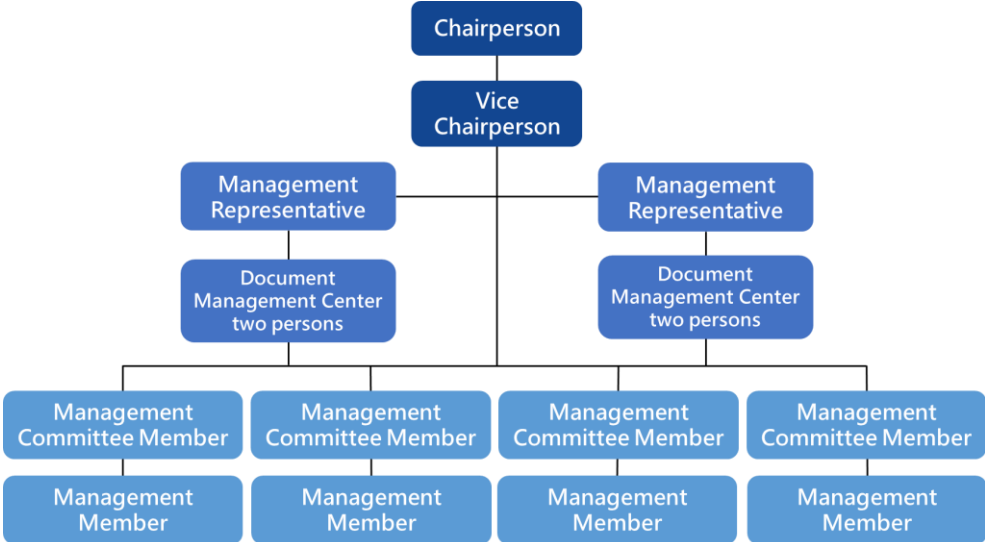 Chairperson
Vice
Chairperson
Management
Representative
Management
Representative
Document
Management Center
two persons
Document
Management Center
two persons
Management
Committee Member
Management
Committee Member
Management
Committee Member
Management
Committee Member
Management
Member
Management
Member
Management
Member
Management
Member